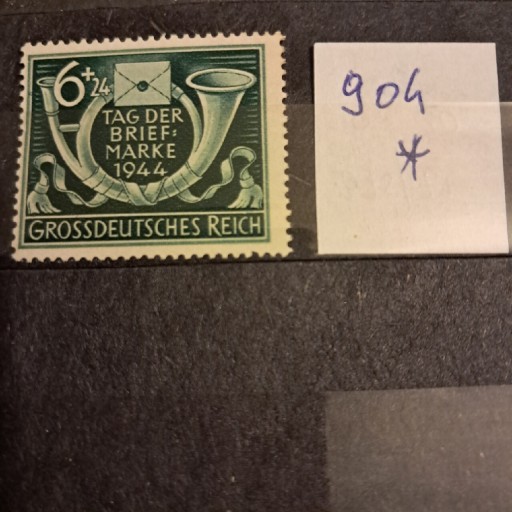 6+24
TAG DER
BRIEF=
MARKE
1944
GROSSDEUTSCHES REICH
904
*